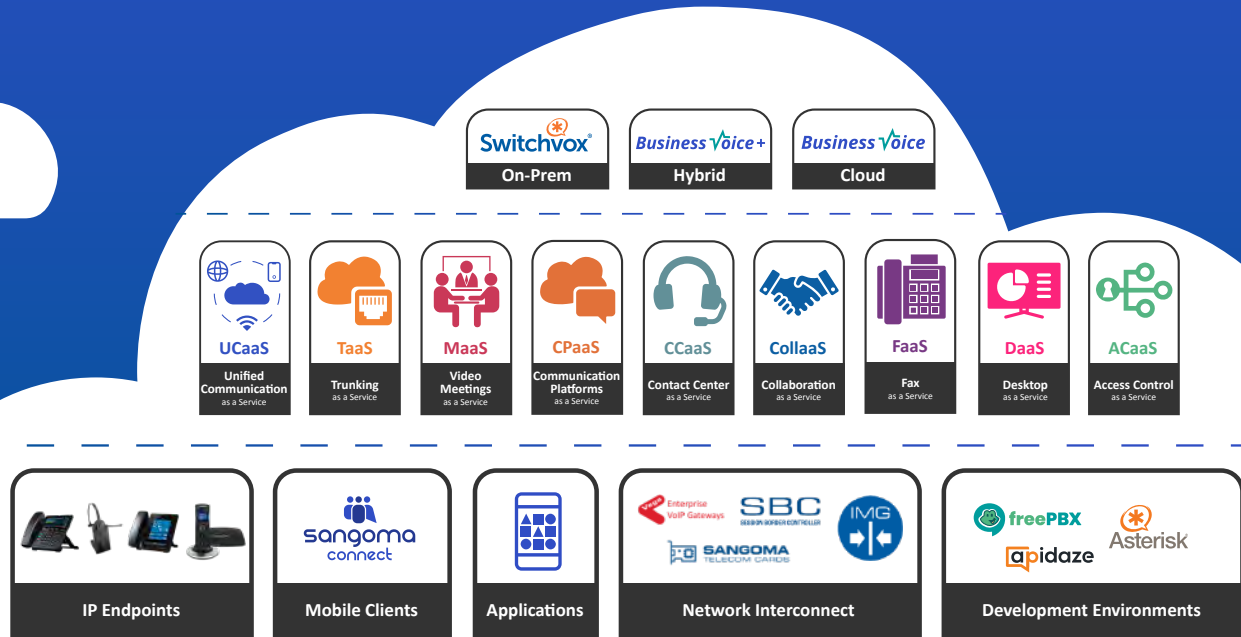 Switchvox®
On-Prem
Business Voice+
Hybrid
Business Voice
Cloud
UCaaS
Unified
Communication
as a Service
TaaS
Trunking
as a Service
MaaS
Video
Meetings
as a Service
CPaaS
Communication
Platforms
as a Service
CCaaS
Contact Center
as a Service
CollaaS
Collaboration
as a Service
FaaS
Fax
as a Service
DaaS
Desktop
as a Service
ACaaS
Access Control
as a Service
IP Endpoints
sangoma
connect
Mobile Clients
Applications
Vega
Enterprise
VoIP Gateways
SBC
SESSION BORDER CONTROLLER
SANGOMA
TELECOM CARDS
IMG
Network Interconnect
freePBX
apidaze
Asterisk
Development Environments